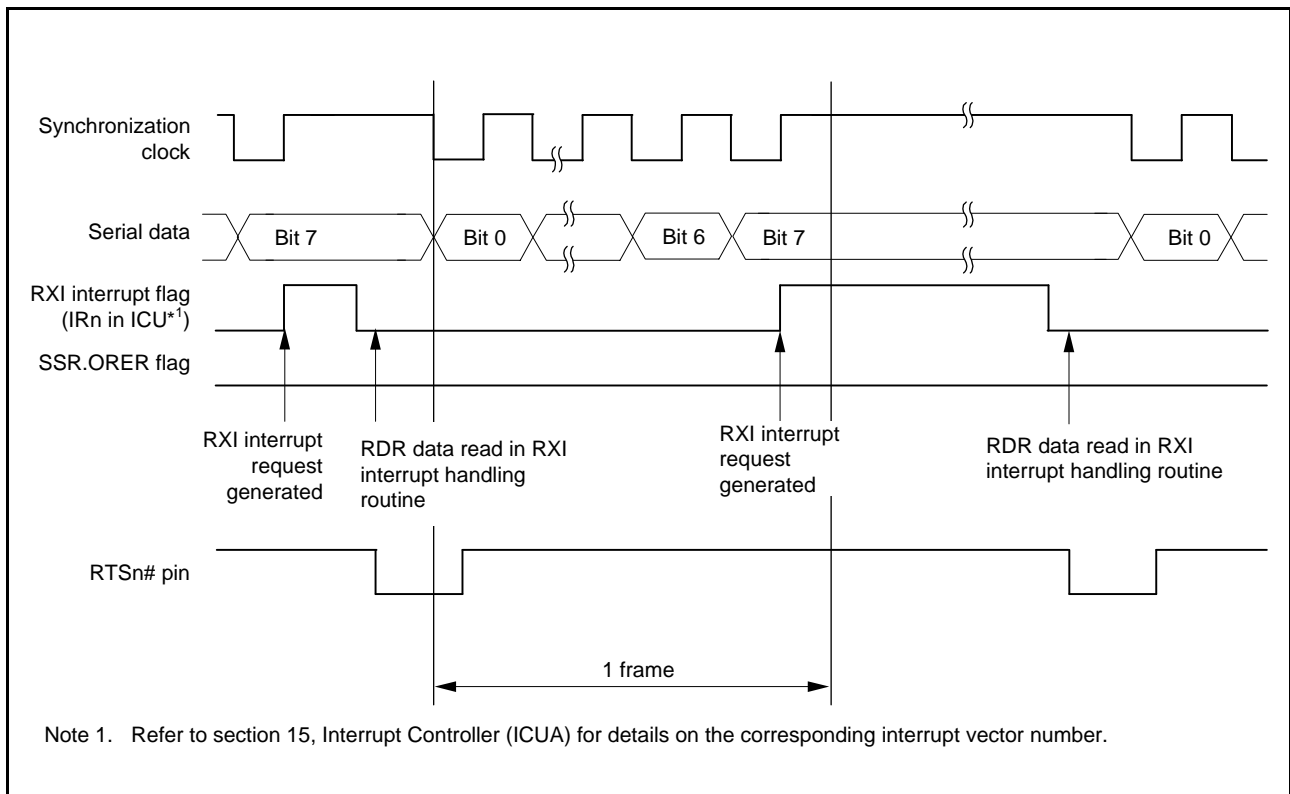 Synchronization
clock
Serial data
Bit 7
Bit 0
Bit 6
Bit 7
Bit 0
RXI interrupt flag
(IRn in ICU*1)
SSR.ORER flag
RXI interrupt
request
generated
RDR data read in RXI
interrupt handling
routine
RXI interrupt
request
generated
RDR data read in RXI
interrupt handling routine
RTSn# pin
1 frame
Note 1. Refer to section 15, Interrupt Controller (ICUA) for details on the corresponding interrupt vector number.